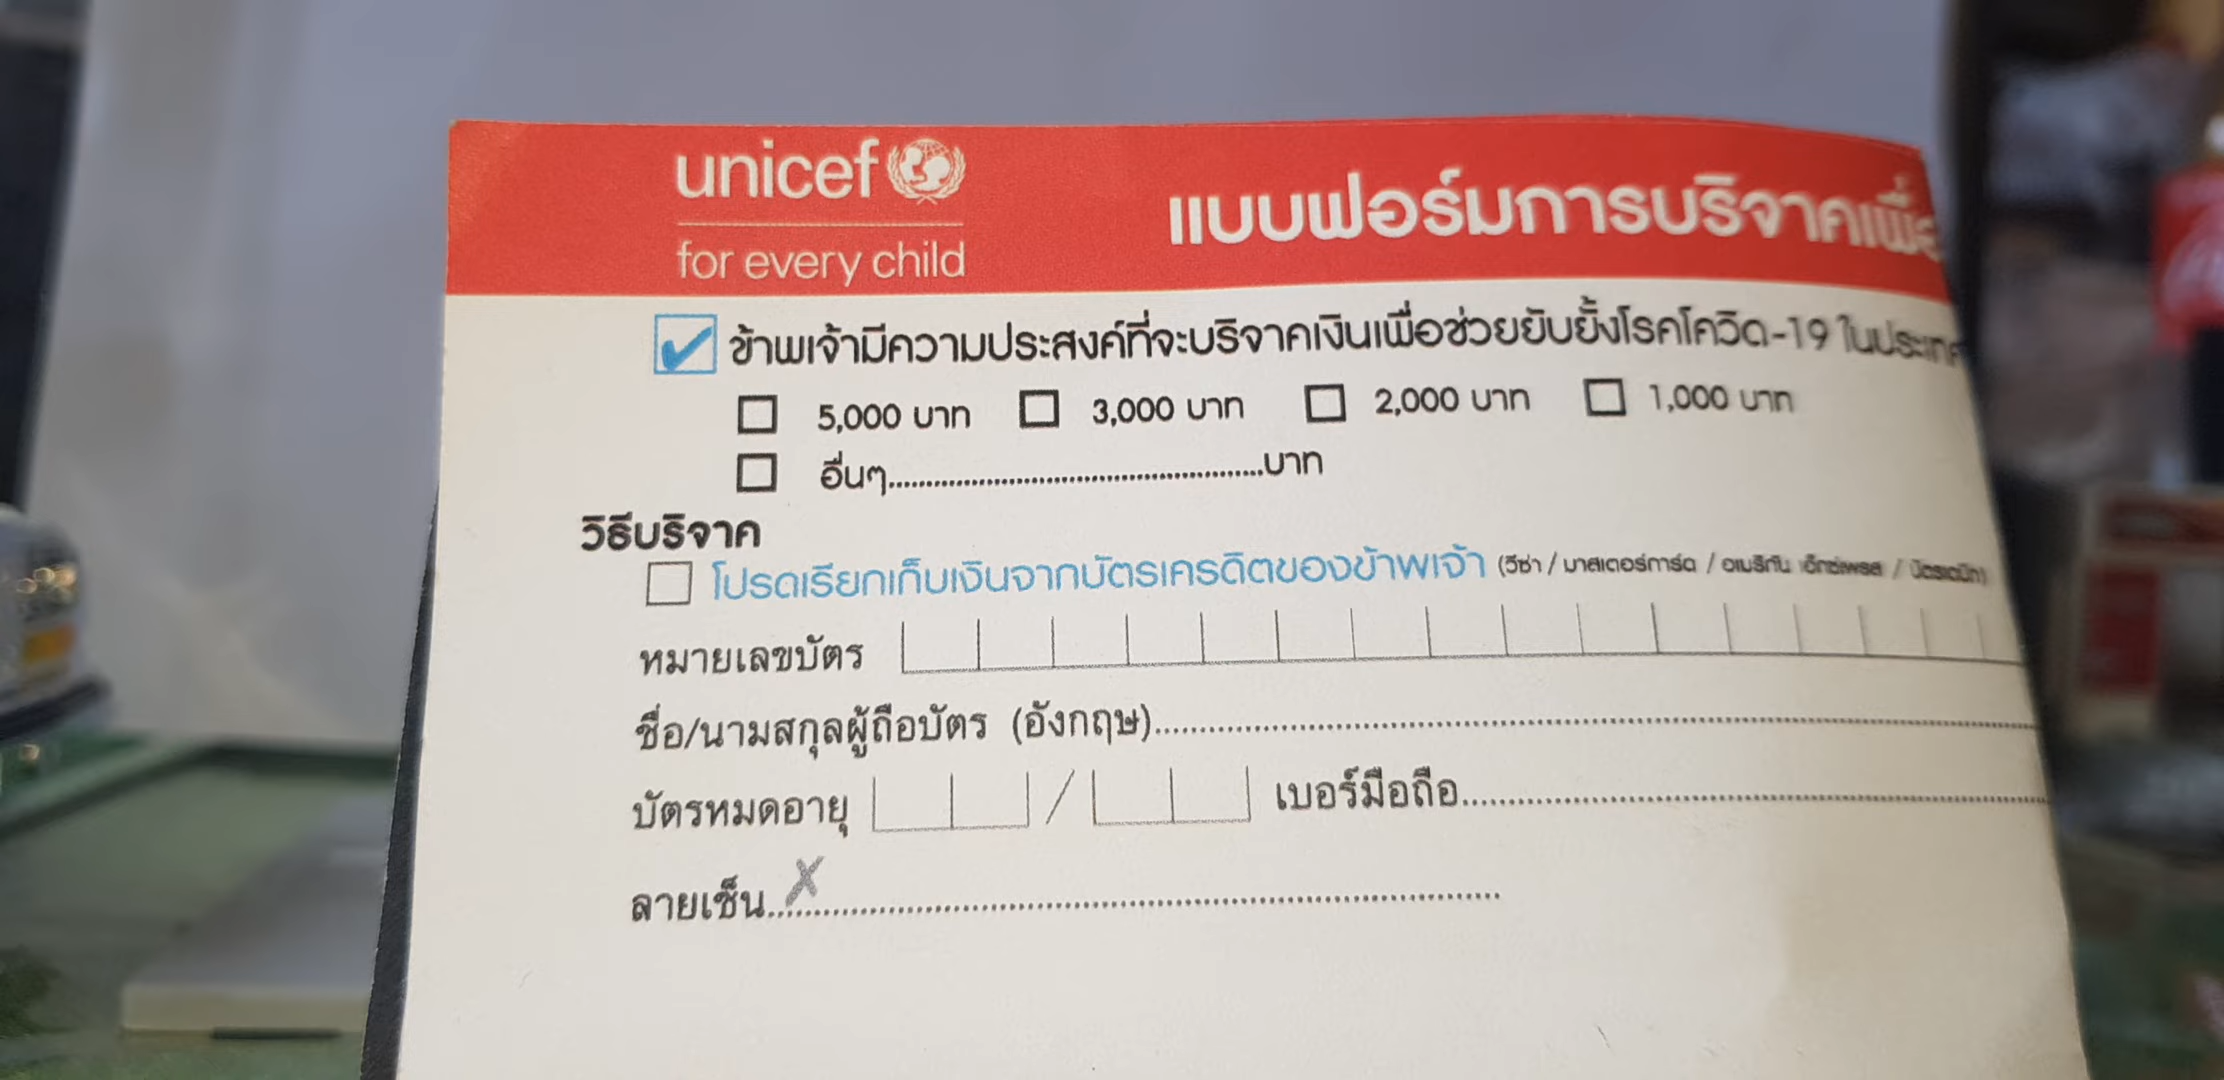 unicef
for every child
แบบฟอร์มการบริจาคเพื่อ
ข้าพเจ้ามีความประสงค์ที่จะบริจาคเงินเพื่อช่วยยับยั้งโรคโควิด-19 ในประเทศ
5,000 บาท 3,000 บาท 2,000 บาท 1,000 บาท
อื่นๆ..................................................บาท
วิธีบริจาค
โปรดเรียกเก็บเงินจากบัตรเครดิตของข้าพเจ้า (วีซ่า / มาสเตอร์การ์ด / อเมริกัน เอ็กซ์เพรส / บัตรเดบิต)
หมายเลขบัตร
ชื่อ/นามสกุลผู้ถือบัตร (อังกฤษ)..................................................
บัตรหมดอายุ / เบอร์มือถือ..................................................
ลายเซ็น...X..................................................